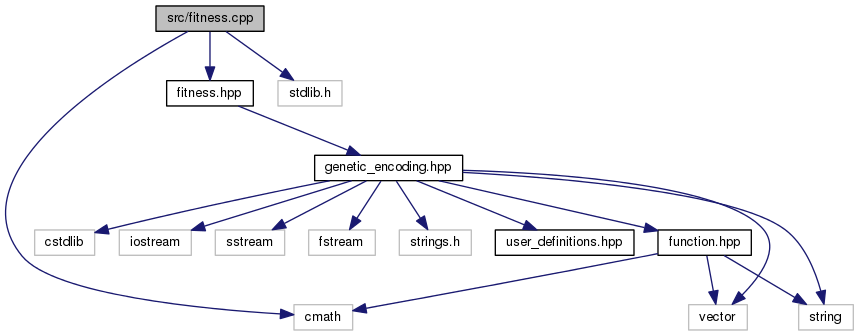 src/fitness.cpp
fitness.hpp
stdlib.h
genetic_encoding.hpp
cstdlib
iostream
sstream
fstream
strings.h
user_definitions.hpp
function.hpp
cmath
vector
string